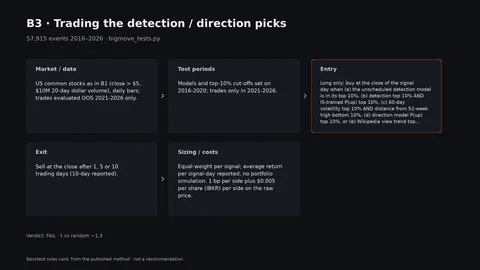 B3 · Trading the detection / direction picks
57,915 events 2016–2026 · bigmove_tests.py
Market / data
US common stocks as in B1 (close > $5,
$10M 20-day dollar volume), daily bars;
trades evaluated OOS 2021-2026 only.
›
Test periods
Models and top-10% cut-offs set on
2016-2020; trades only in 2021-2026.
›
Entry
Long only: buy at the close of the signal
day when (a) the unscheduled detection model
is in its top 10%, (b) detection top 10% AND
IS-trained P(up) top 10%, (c) 60-day
volatility top 10% AND distance from 52-week
high bottom 10%, (d) direction model P(up)
top 10%, or (e) Wikipedia view trend top...
Exit
Sell at the close after 1, 5 or 10
trading days (10-day reported).
›
Sizing / costs
Equal-weight per signal; average return
per signal-day reported, no portfolio
simulation. 1 bp per side plus $0.005
per share (IBKR) per side on the raw
price.
Verdict: FAIL · t vs random −1.3
Backtest rules card, from the published method · not a recommendation.